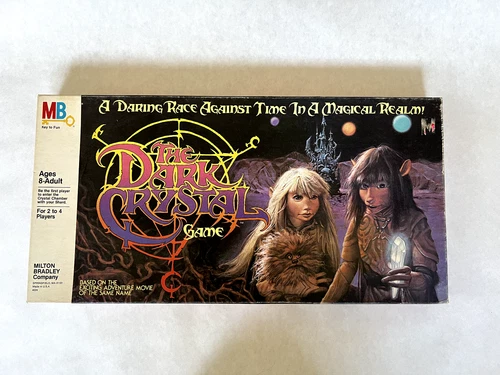 A Daring Race Against Time In A Magical Realm!
MB
Key to Fun
Ages
8-Adult
Be the first player
to enter the
Crystal Chamber
with your Shard.
For 2 to 4
Players
MILTON
BRADLEY
Company
The
Dark
Crystal
Game
BASED ON THE
EXCITING ADVENTURE MOVIE
OF THE SAME NAME